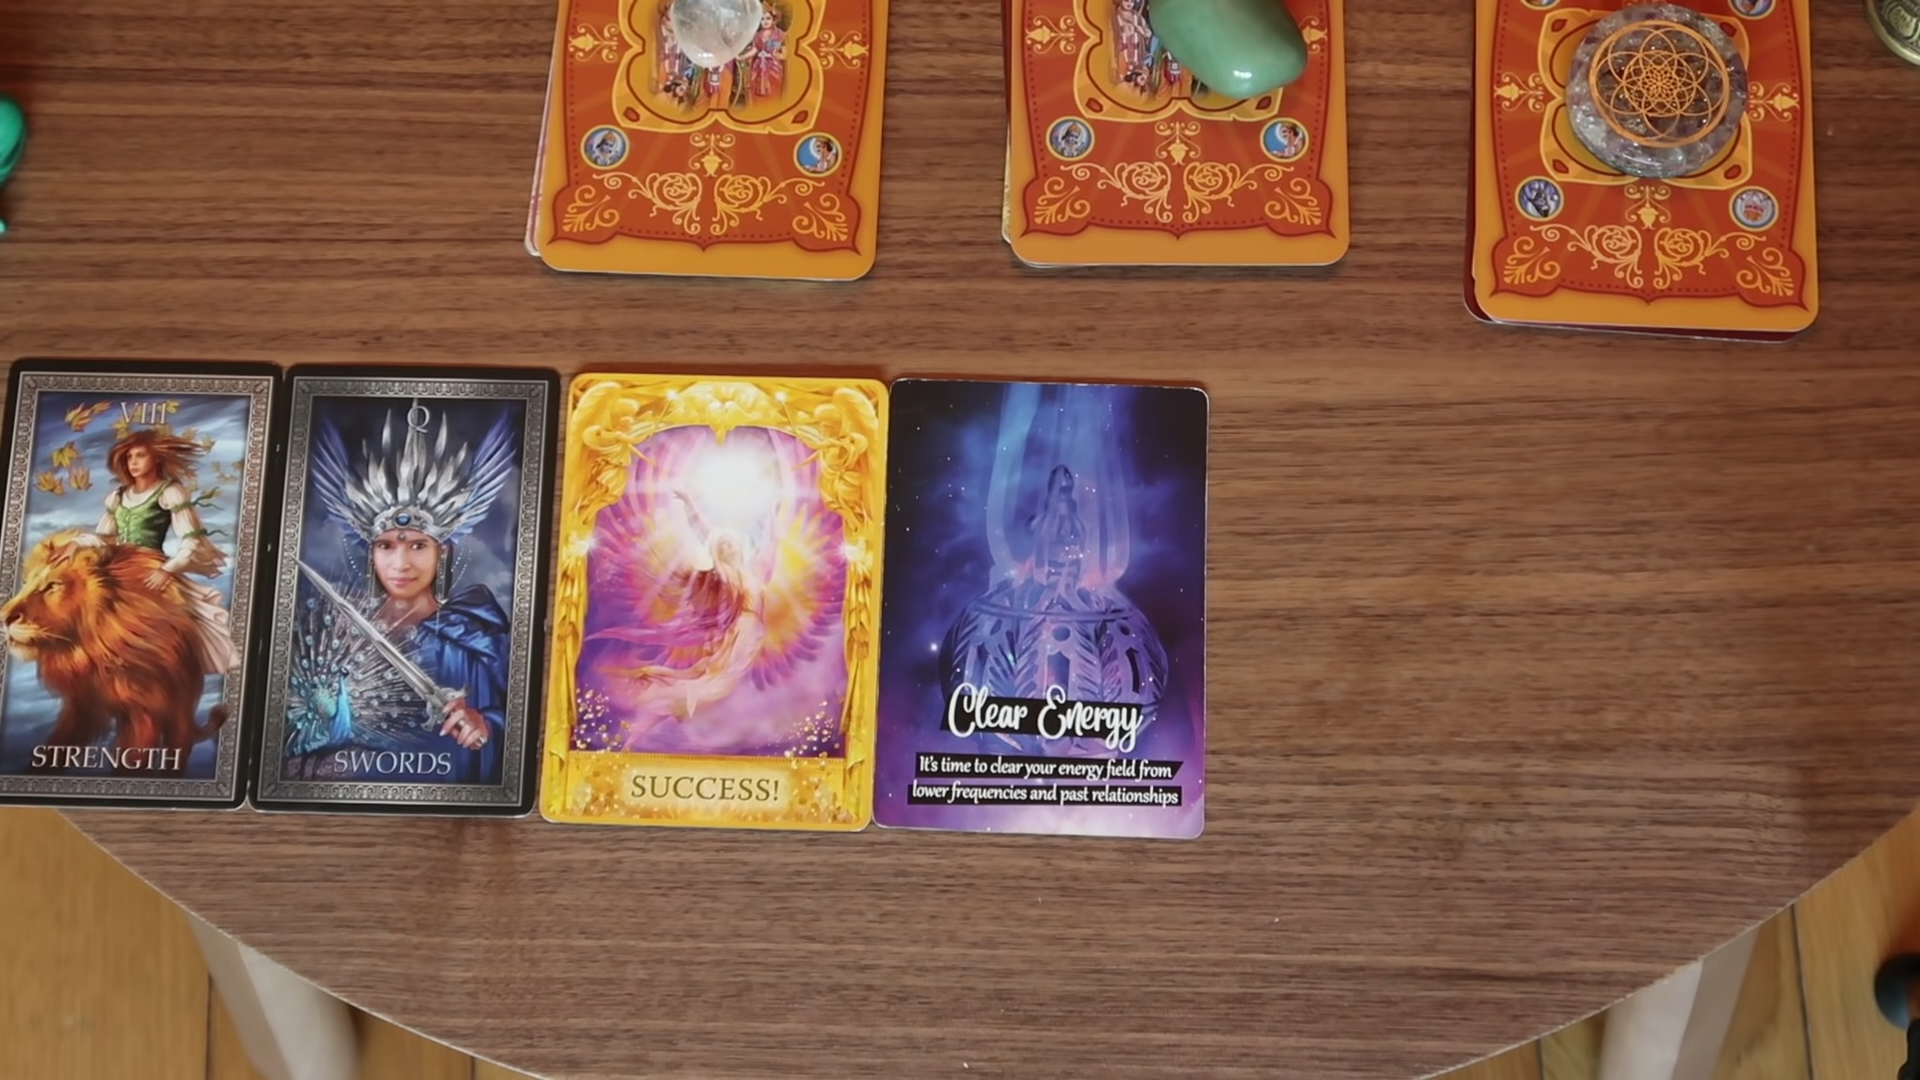 VIII
STRENGTH
Q
SWORDS
SUCCESS!
Clear Energy
It's time to clear your energy field from
lower frequencies and past relationships